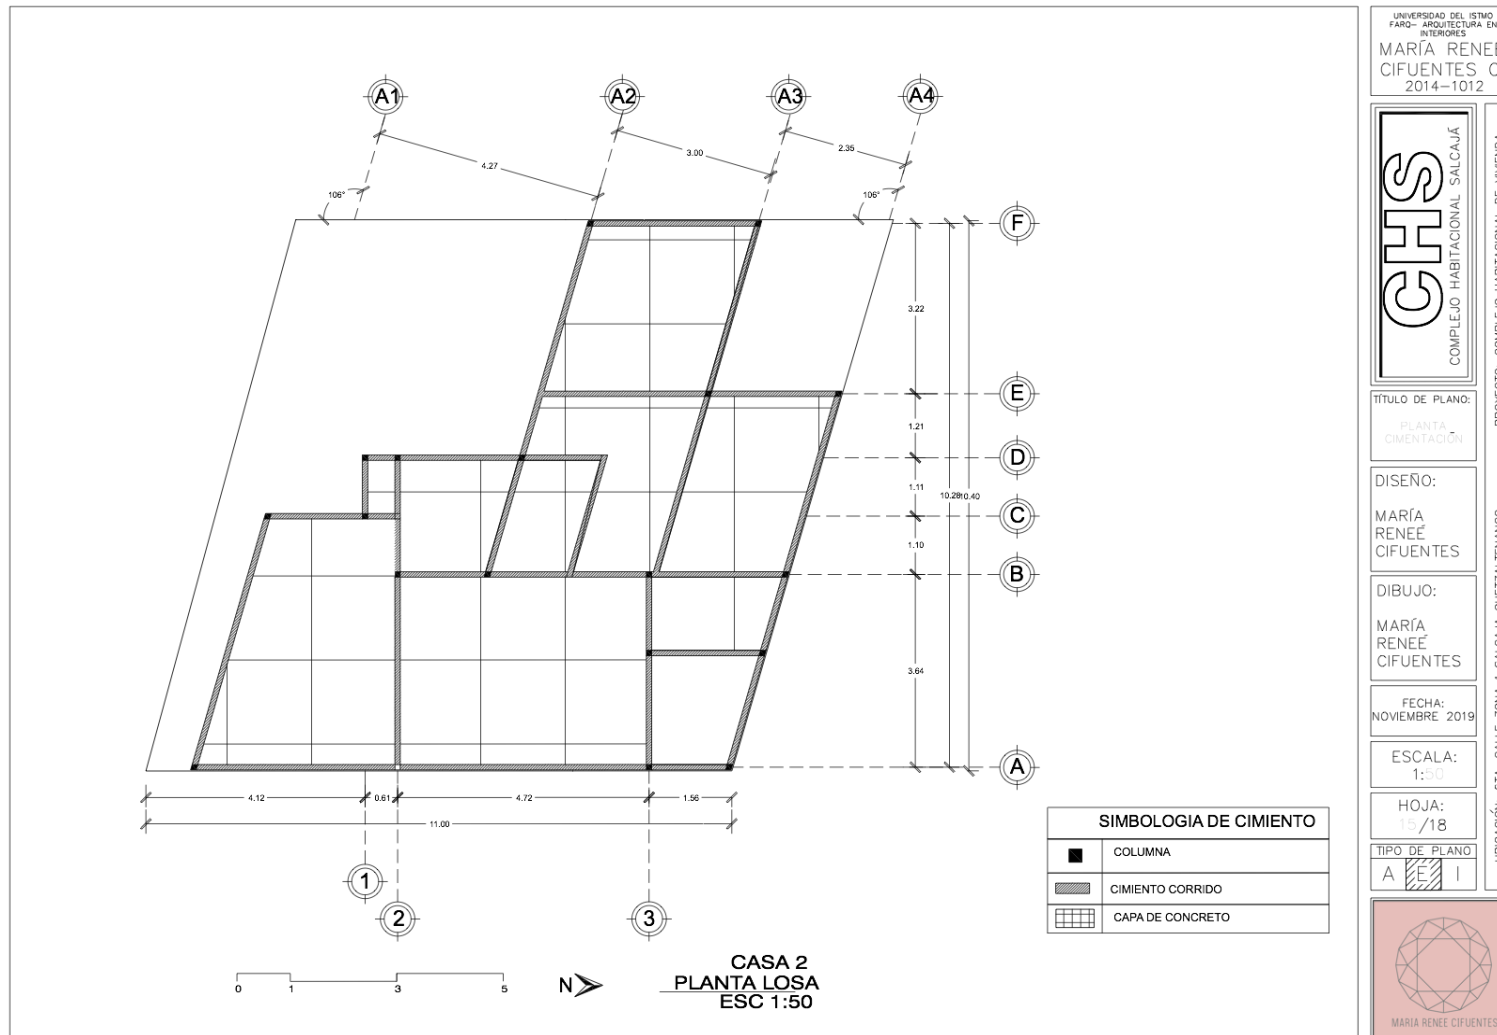 A1
A2
A3
A4
4.27
3.00
2.35
106°
106°
F
3.22
E
1.21
D
1.11
10.28
10.40
C
1.10
B
3.64
A
4.12
0.61
4.72
1.56
11.00
1
2
3
0
1
3
5
N
CASA 2
PLANTA LOSA
ESC 1:50
SIMBOLOGIA DE CIMIENTO
COLUMNA
CIMIENTO CORRIDO
CAPA DE CONCRETO
UNIVERSIDAD DEL ISTMO
FARQ- ARQUITECTURA EN
INTERIORES
MARÍA RENEÉ
CIFUENTES
2014-1012
CHS
COMPLEJO HABITACIONAL SALCAJÁ
TÍTULO DE PLANO:
PLANTA
CIMENTACIÓN
DISEÑO:
MARÍA
RENEÉ
CIFUENTES
DIBUJO:
MARÍA
RENEÉ
CIFUENTES
FECHA:
NOVIEMBRE 2019
ESCALA:
1:50
HOJA:
15/18
TIPO DE PLANO
A E I
MARIA RENEE CIFUENTES